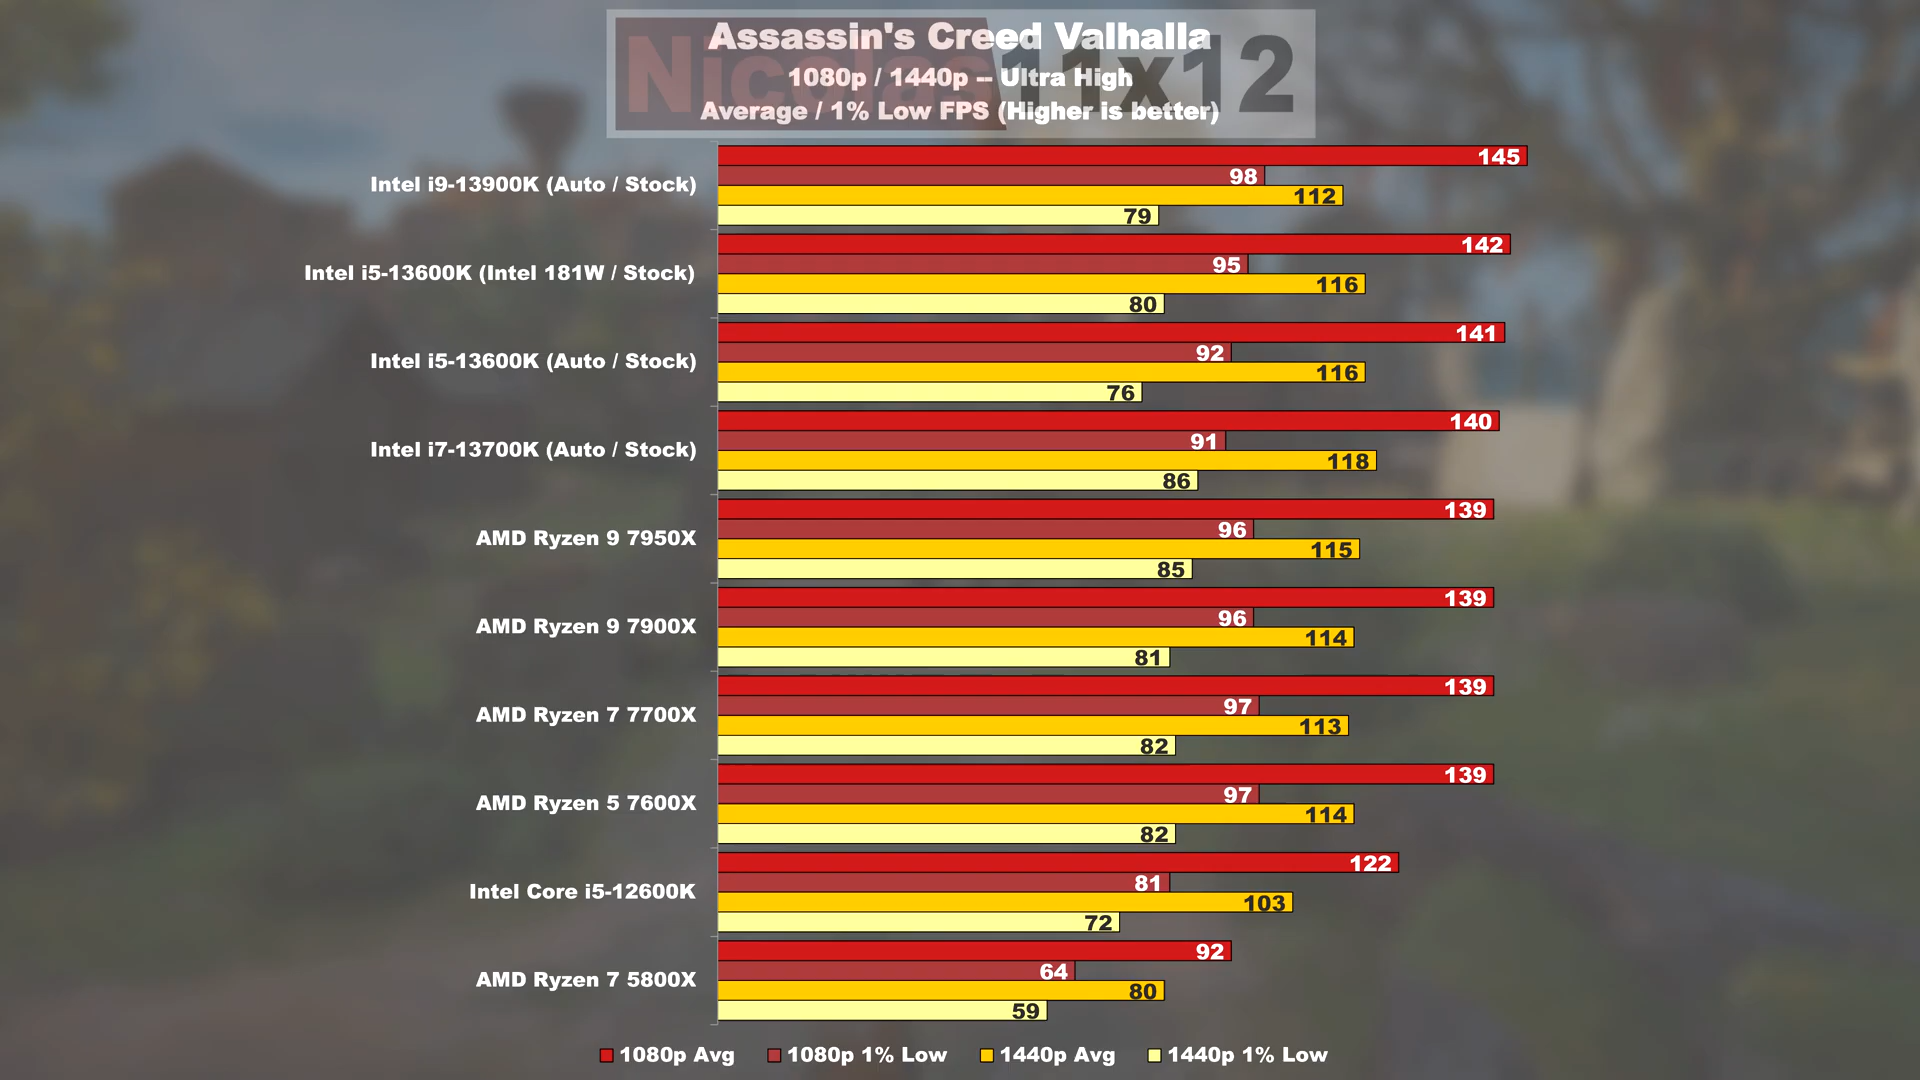 Nicolas11x12
Assassin's Creed Valhalla
1080p / 1440p -- Ultra High
Average / 1% Low FPS (Higher is better)
Intel i9-13900K (Auto / Stock)
145
98
112
79
Intel i5-13600K (Intel 181W / Stock)
142
95
116
80
Intel i5-13600K (Auto / Stock)
141
92
116
76
Intel i7-13700K (Auto / Stock)
140
91
118
86
AMD Ryzen 9 7950X
139
96
115
85
AMD Ryzen 9 7900X
139
96
114
81
AMD Ryzen 7 7700X
139
97
113
82
AMD Ryzen 5 7600X
139
97
114
82
Intel Core i5-12600K
122
81
103
72
AMD Ryzen 7 5800X
92
64
80
59
1080p Avg 1080p 1% Low 1440p Avg 1440p 1% Low